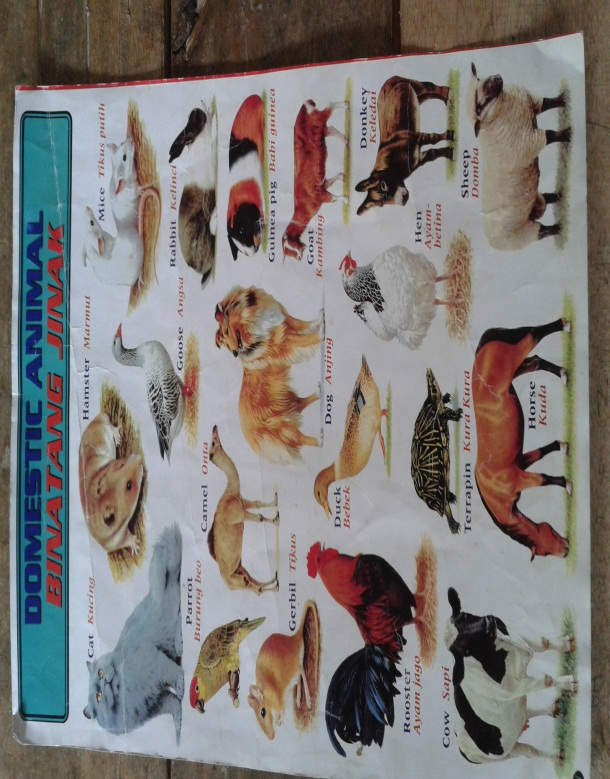 DOMESTIC ANIMAL
BINATANG JINAK
Cat Kucing
Hamster Marmut
Mice Tikus putih
Parrot
Burung beo
Camel Onta
Goose Angsa
Rabbit Kelinci
Gerbil Tikus
Dog Anjing
Guinea pig Babi guinea
Goat
Kambing
Rooster
Ayam jago
Duck
Bebek
Hen
Ayam-
betina
Donkey
Keledai
Cow Sapi
Terrapin Kura Kura
Horse
Kuda
Sheep
Domba